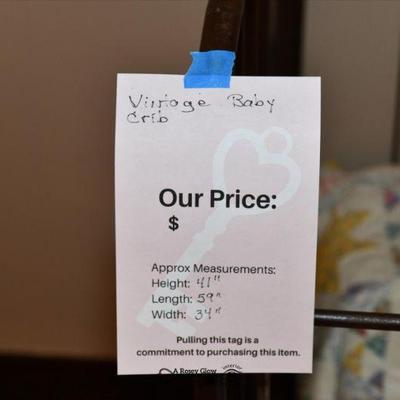 Vintage Baby
Crib
Our Price:
$
Approx Measurements:
Height: 41"
Length: 59"
Width: 34"
Pulling this tag is a
commitment to purchasing this item.
A Rosey Glow interior